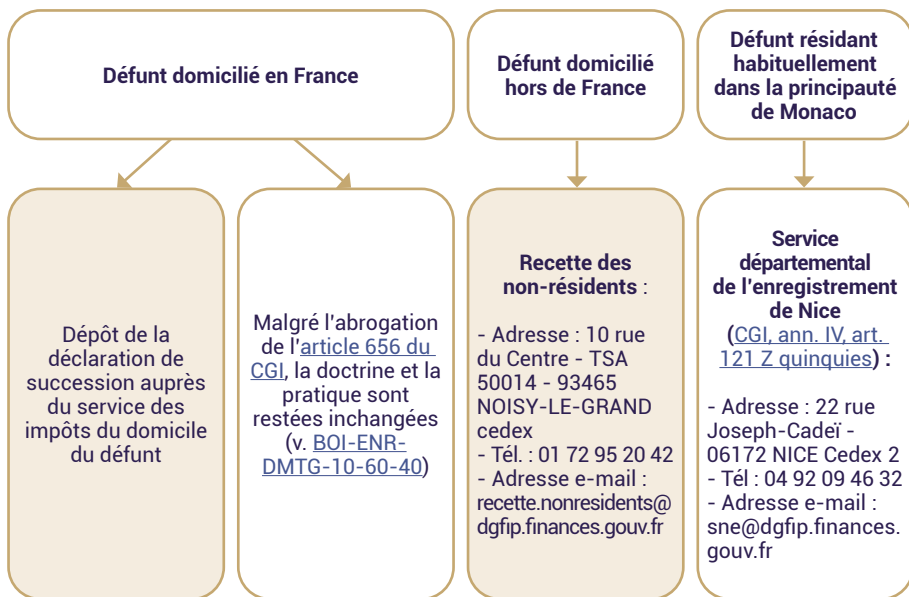 Défunt domicilié en France
Défunt domicilié
hors de France
Défunt résidant
habituellement
dans la principauté
de Monaco
Dépôt de la
déclaration de
succession auprès
du service des
impôts du domicile
du défunt
Malgré l'abrogation
de l'article 656 du
CGI, la doctrine et la
pratique sont
restées inchangées
(v. BOI-ENR-
DMTG-10-60-40)
Recette des
non-résidents :
- Adresse : 10 rue
du Centre - TSA
50014 - 93465
NOISY-LE-GRAND
cedex
- Tél. : 01 72 95 20 42
- Adresse e-mail :
recette.nonresidents@
dgfip.finances.gouv.fr
Service
départemental
de l'enregistrement
de Nice
(CGI, ann. IV, art.
121 Z quinquies) :
- Adresse : 22 rue
Joseph-Cadeï -
06172 NICE Cedex 2
- Tél : 04 92 09 46 32
- Adresse e-mail :
sne@dgfip.finances.
gouv.fr